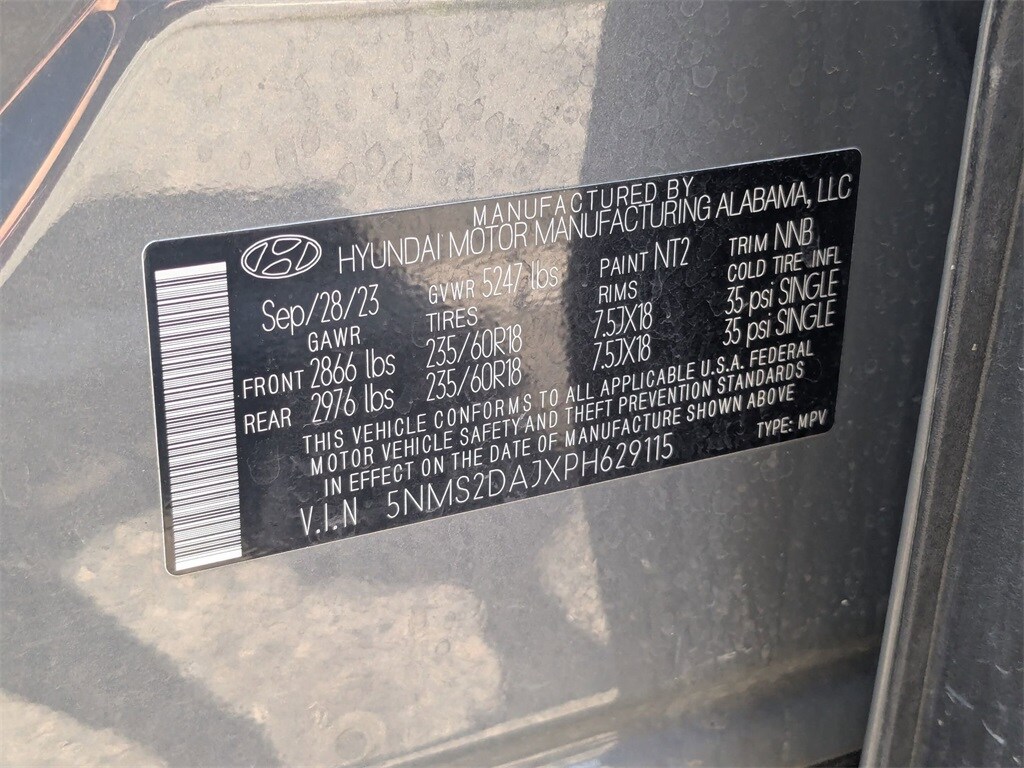 MANUFACTURED BY
HYUNDAI MOTOR MANUFACTURING ALABAMA, LLC
Sep/28/23 GVWR 5247 lbs PAINT NT2 TRIM NNB
GAWR TIRES RIMS COLD TIRE INFL
FRONT 2866 lbs 235/60R18 7.5JX18 35 psi SINGLE
REAR 2976 lbs 235/60R18 7.5JX18 35 psi SINGLE
THIS VEHICLE CONFORMS TO ALL APPLICABLE U.S.A. FEDERAL
MOTOR VEHICLE SAFETY AND THEFT PREVENTION STANDARDS
IN EFFECT ON THE DATE OF MANUFACTURE SHOWN ABOVE
V.I.N 5NMS2DAJXPH629115 TYPE: MPV